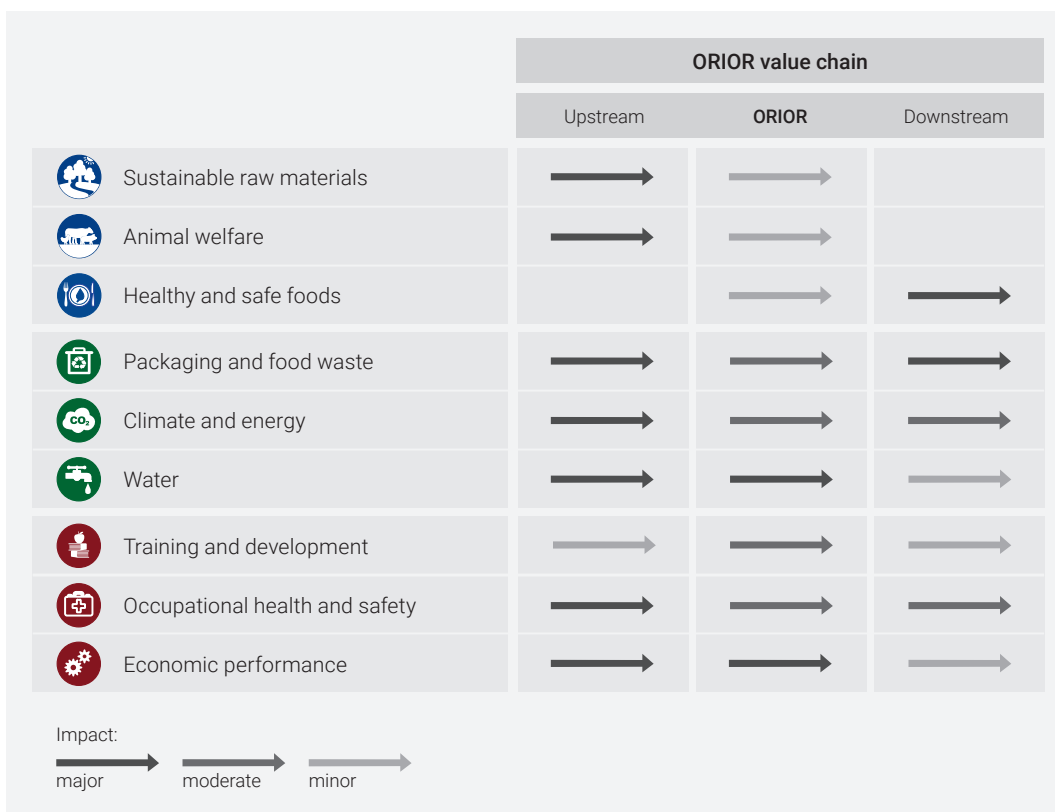 ORIOR value chain
Upstream ORIOR Downstream
Sustainable raw materials
Animal welfare
Healthy and safe foods
Packaging and food waste
CO₂
Climate and energy
Water
Training and development
Occupational health and safety
Economic performance
Impact:
major moderate minor